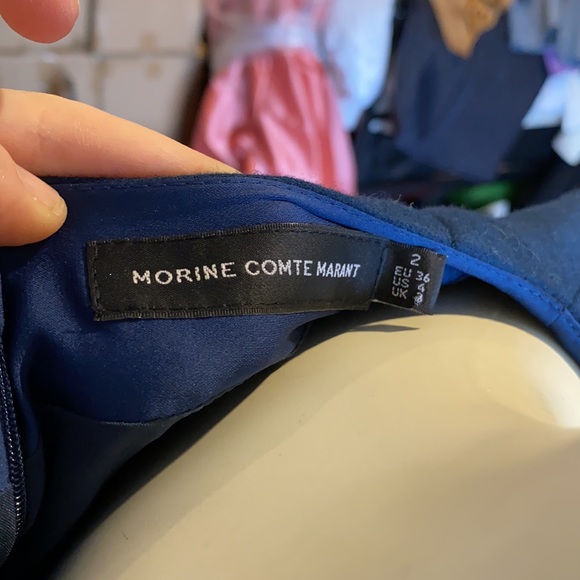 MORINE COMTE MARANT
2
EU 36
US 4
UK 8